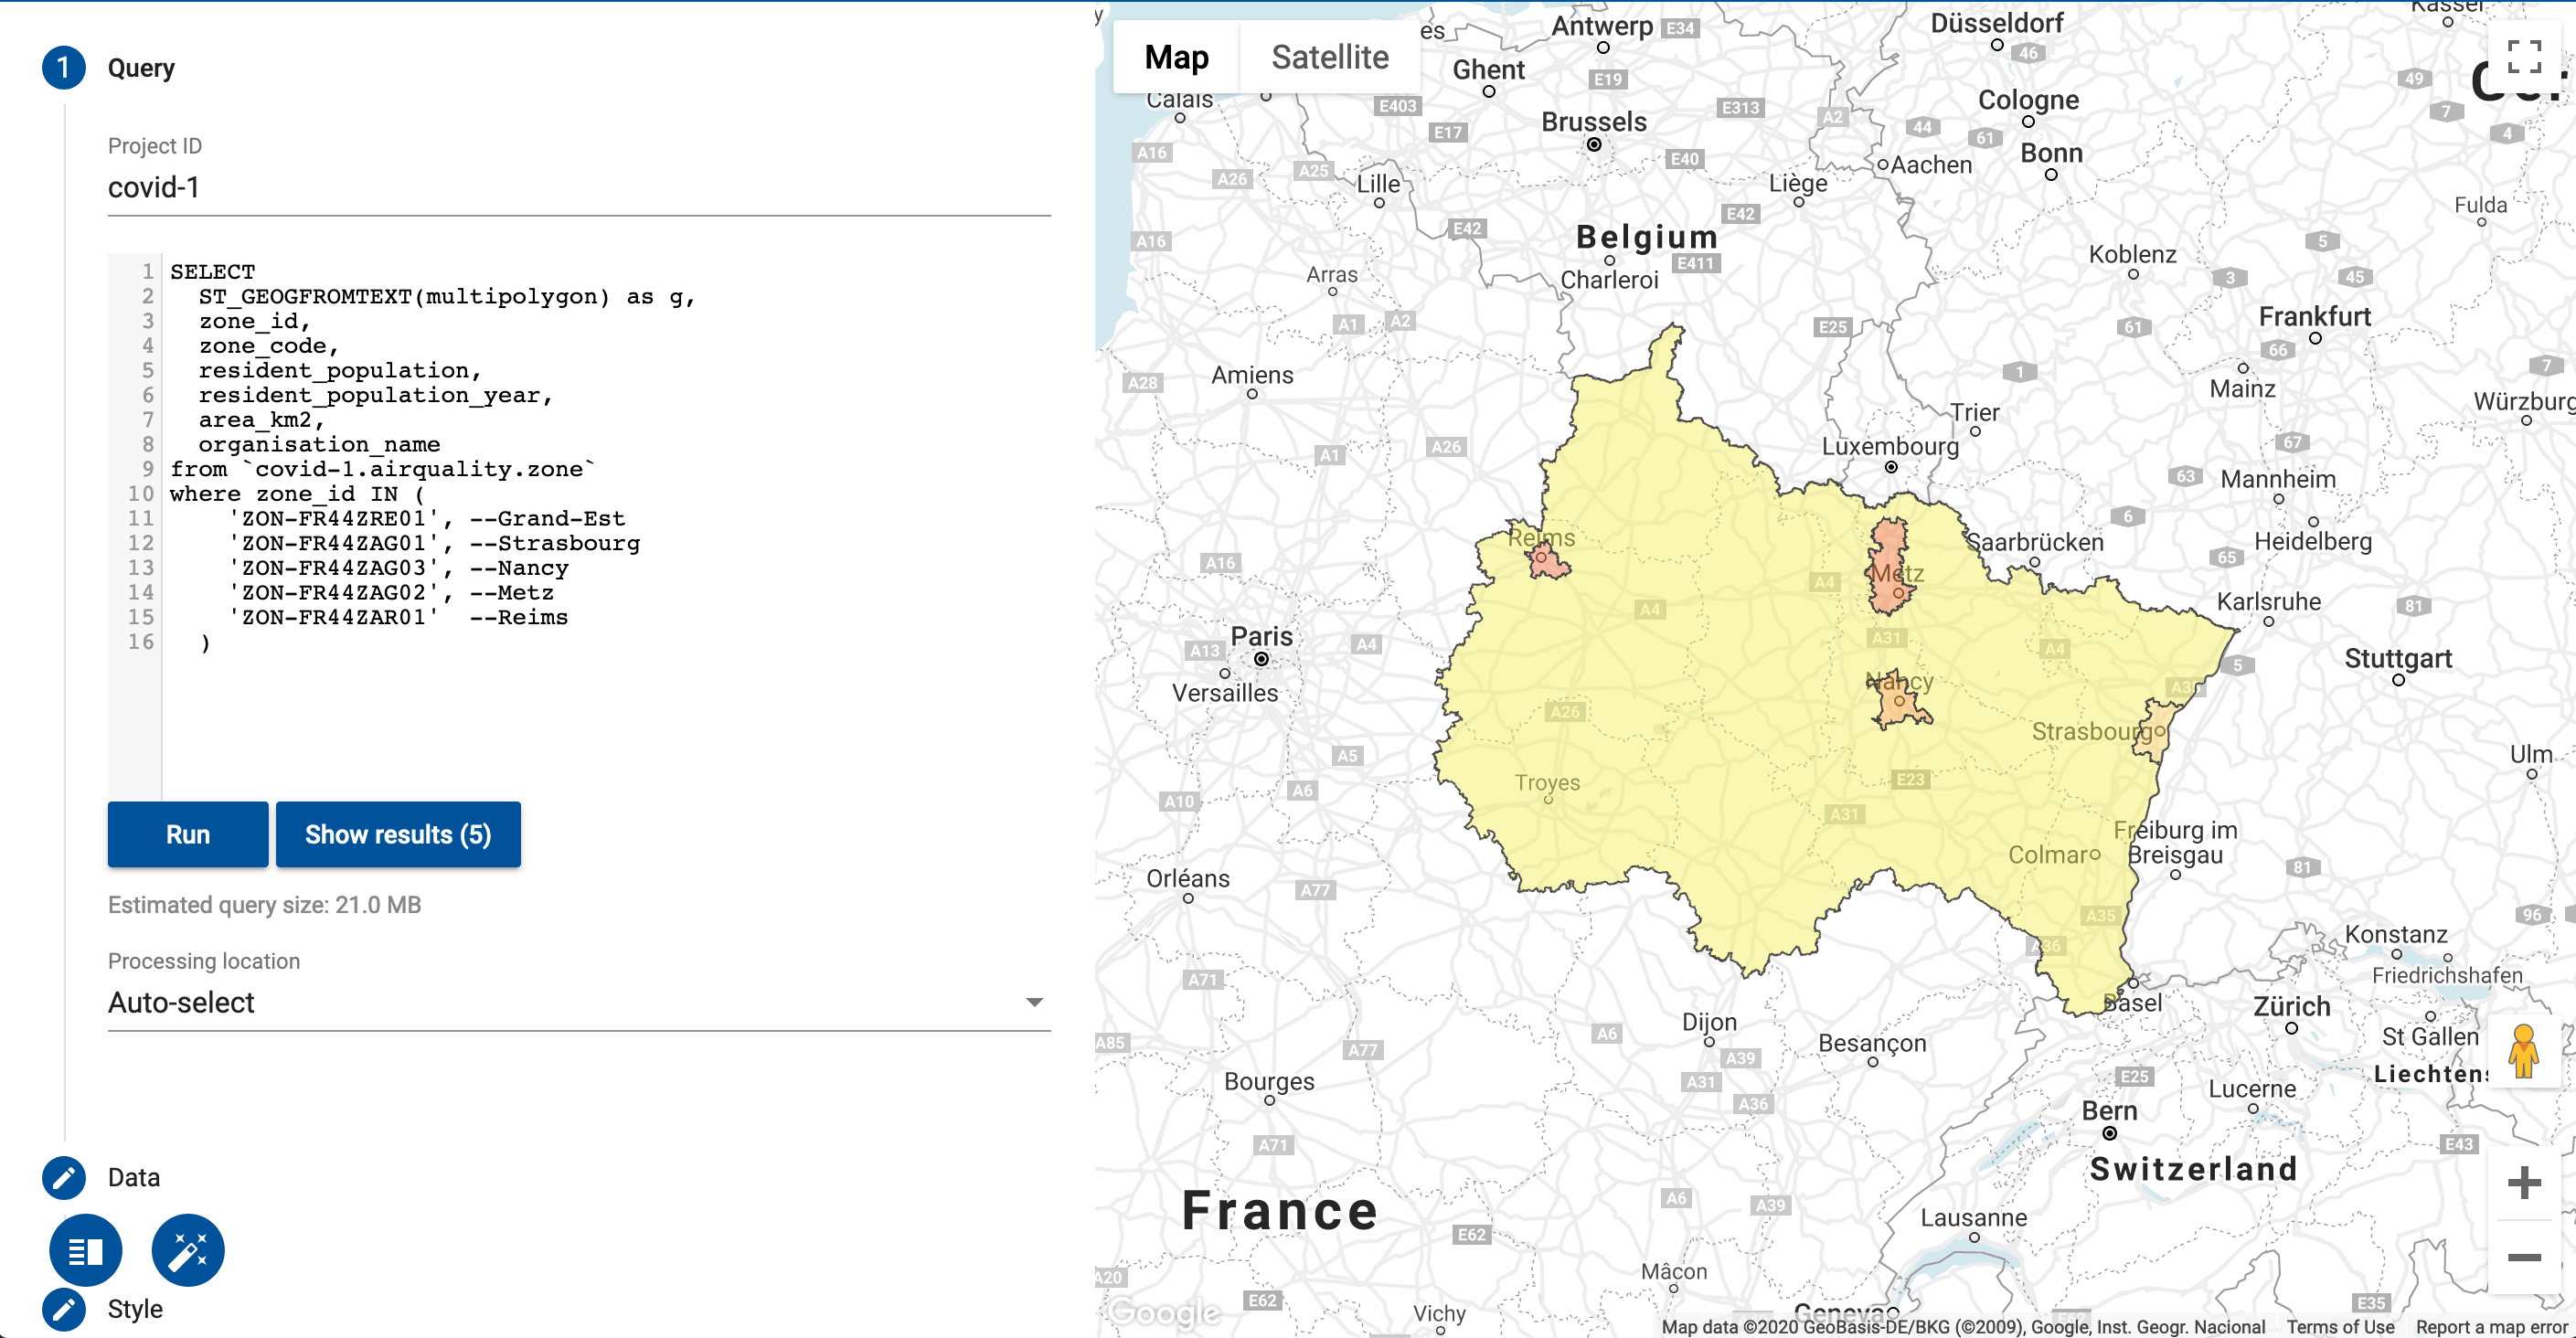 1 Query
Project ID
covid-1
1 SELECT
2 ST_GEOGFROMTEXT(multipolygon) as g,
3 zone_id,
4 zone_code,
5 resident_population,
6 resident_population_year,
7 area_km2,
8 organisation_name
9 from `covid-1.airquality.zone`
10 where zone_id IN (
11 'ZON-FR44ZRE01', --Grand-Est
12 'ZON-FR44ZAG01', --Strasbourg
13 'ZON-FR44ZAG03', --Nancy
14 'ZON-FR44ZAG02', --Metz
15 'ZON-FR44ZAR01' --Reims
16 )
Run Show results (5)
Estimated query size: 21.0 MB
Processing location
Auto-select
Data
Style
Map Satellite
Antwerp E34
Düsseldorf
46
Ghent
E19
49
Calais
E403
E313
Cologne
7
E17
Brussels
A2
44
61
4
A16
E40
Bonn
A25
Aachen
A26
Lille
Liège
Fulda
E42
E42
A16
Belgium
5
E411
Koblenz
Arras
Charleroi
3
45
A1
A2
E25
61
Frankfurt
66
A28
Amiens
1
Mainz
7
Trier
Würzburg
A1
A26
Luxembourg
67
63
Mannheim
6
Reims
Saarbrücken
65
Heidelberg
A16
Metz
A4
A4
Karlsruhe
81
Paris
A13
A4
A31
A4
Versailles
5
Stuttgart
Nancy
A26
Strasbourg
A5
Ulm
Troyes
E23
A10
A6
A31
Freiburg im
Breisgau
Colmar
81
Orléans
A77
A35
96
A36
Konstanz
A71
Friedrichshafen
Basel
Zürich
Dijon
A6
St Gallen
A85
A77
A39
Besançon
Liechtens
Bourges
A31
E25
Lucerne
A36
Bern
A71
E43
Switzerland
France
A6
A39
Lausanne
E62
Mâcon
A20
E62
Vichy
Geneva
E35
Google
Map data ©2020 GeoBasis-DE/BKG (©2009), Google, Inst. Geogr. Nacional Terms of Use Report a map error